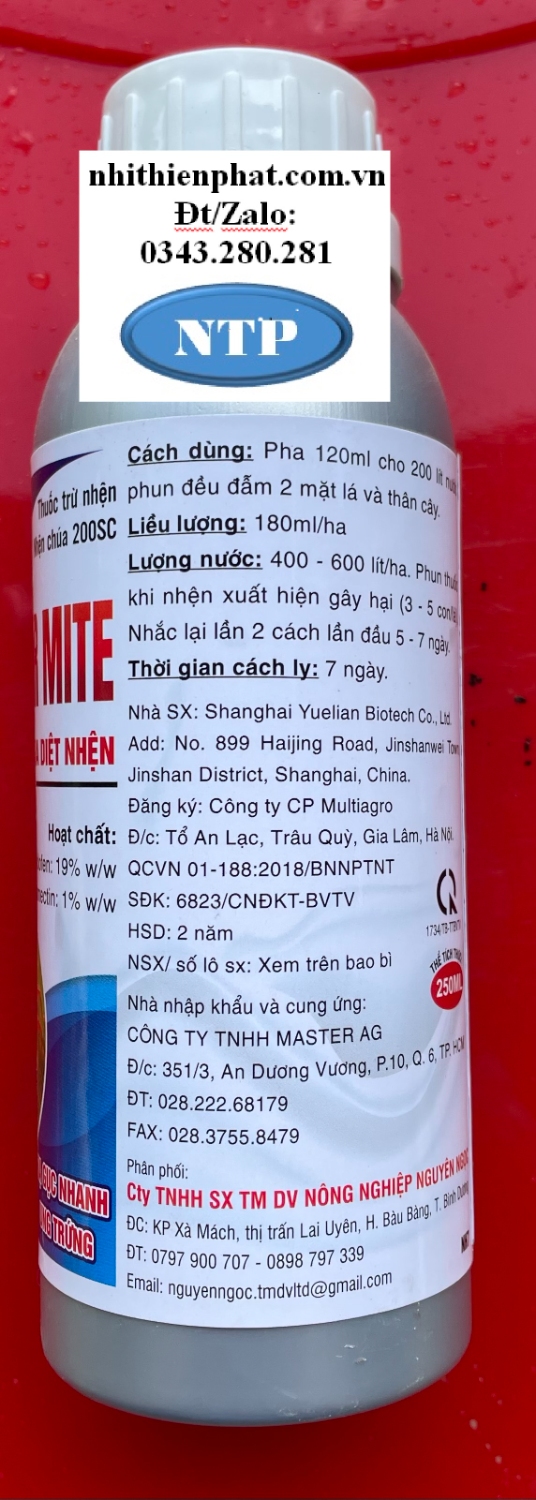 nhithienphat.com.vn
Đt/Zalo:
0343.280.281
NTP
Thuốc trừ nhện
chúa 200SC
MITE
DIỆT NHỆN
Hoạt chất:
19% w/w
1% w/w
CỤC NHANH
TRỨNG
Cách dùng: Pha 120ml cho 200 lít nước,
phun đều đẫm 2 mặt lá và thân cây.
Liều lượng: 180ml/ha
Lượng nước: 400 - 600 lít/ha. Phun thuốc
khi nhện xuất hiện gây hại (3 - 5 con/lá)
Nhắc lại lần 2 cách lần đầu 5 - 7 ngày.
Thời gian cách ly: 7 ngày.
Nhà SX: Shanghai Yuelian Biotech Co., Ltd.
Add: No. 899 Haijing Road, Jinshanwei Town
Jinshan District, Shanghai, China.
Đăng ký: Công ty CP Multiagro
Đ/c: Tổ An Lạc, Trâu Quỳ, Gia Lâm, Hà Nội.
QCVN 01-188:2018/BNNPTNT
SĐK: 6823/CNĐKT-BVTV
HSD: 2 năm
NSX/ số lô sx: Xem trên bao bì
THỂ TÍCH
250ML
Nhà nhập khẩu và cung ứng:
CÔNG TY TNHH MASTER AG
Đ/c: 351/3, An Dương Vương, P.10, Q. 6, TP. HCM
ĐT: 028.222.68179
FAX: 028.3755.8479
Phân phối:
Cty TNHH SX TM DV NÔNG NGHIỆP NGUYÊN NGỌC
ĐC: KP Xà Mách, thị trấn Lai Uyên, H. Bàu Bàng, T. Bình Dương
ĐT: 0797 900 707 - 0898 797 339
Email: nguyenngoc.tmdvltd@gmail.com